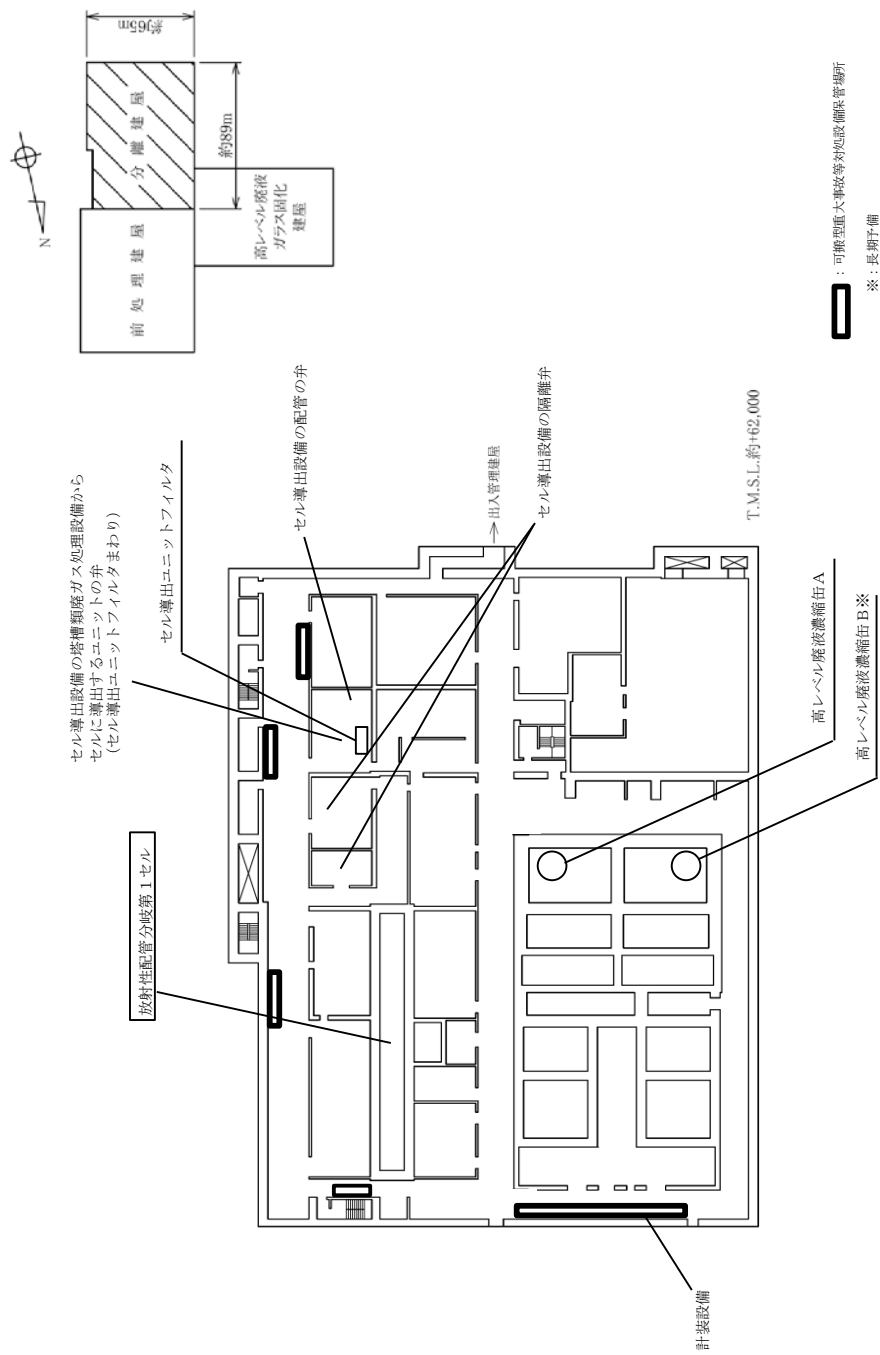 約65m
約89m
N
前処理建屋
分離建屋
高レベル廃液
ガラス固化
建屋
セル導出設備の塔槽類廃ガス処理設備から
セルに導出するユニットの弁
(セル導出ユニットフィルタまわり)
セル導出ユニットフィルタ
セル導出設備の配管の弁
セル導出設備の隔離弁
放射性配管分岐第1セル
→出入管理建屋
T.M.S.L.約+62,000
高レベル廃液濃縮缶A
高レベル廃液濃縮缶B※
計装設備
:可搬型重大事故等対処設備保管場所
※:長期予備